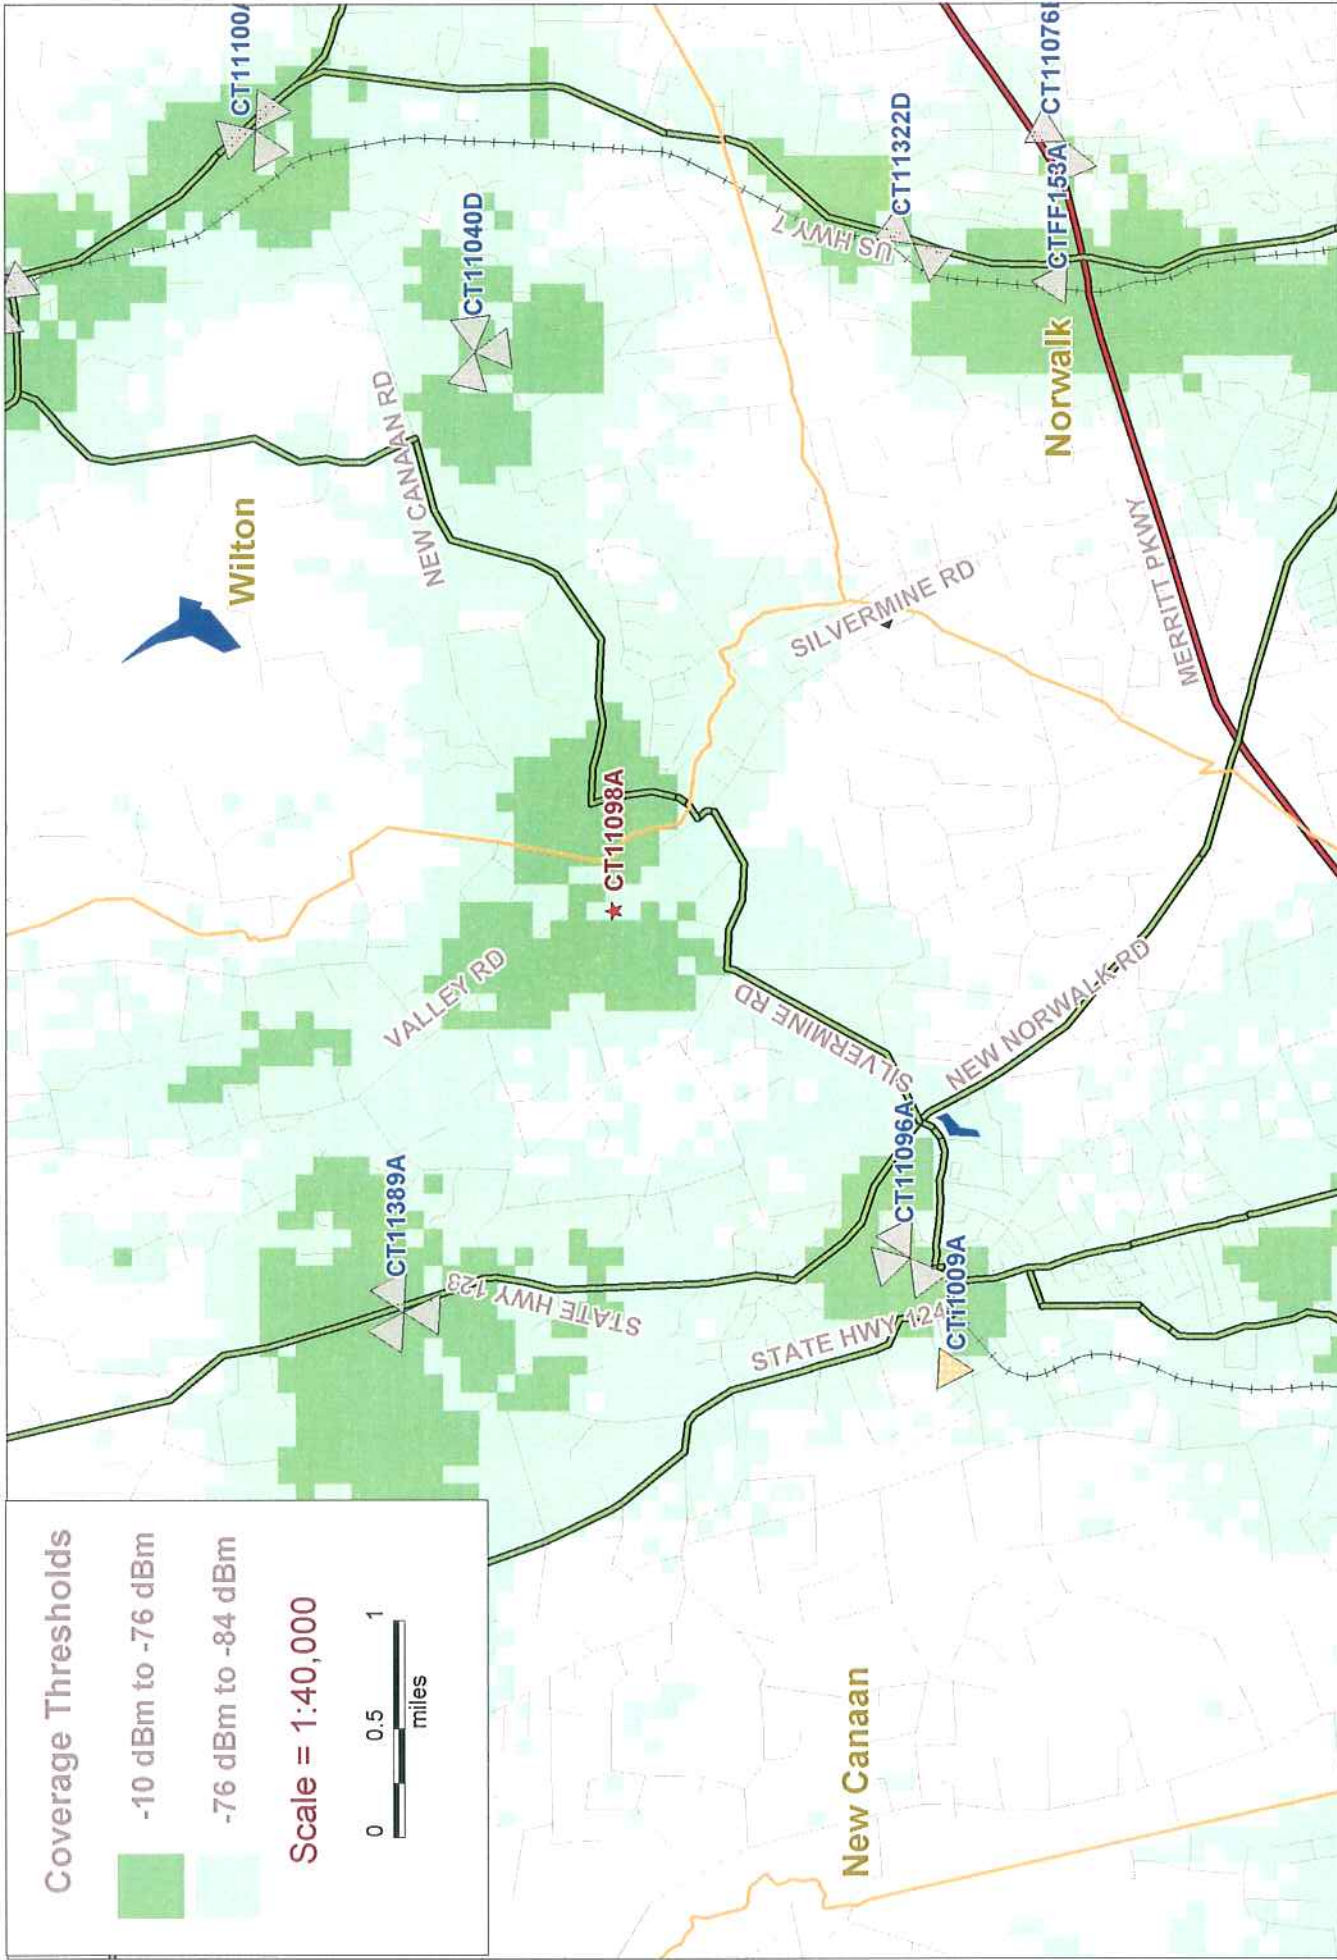 Coverage Thresholds
-10 dBm to -76 dBm
-76 dBm to -84 dBm
Scale = 1:40,000
0 0.5 1
miles
CT11389A
STATE HWY 123
VALLEY RD
Wilton
NEW CANAAN RD
CT11100A
CT11040D
CT11098A
SILVERMINE RD
SILVERMINE RD
US HWY 7
CT11322D
New Canaan
STATE HWY 124
CT11096A
CT11009A
NEW NORWALK RD
MERRITT PKWY
Norwalk
CTFF153A
CT11076